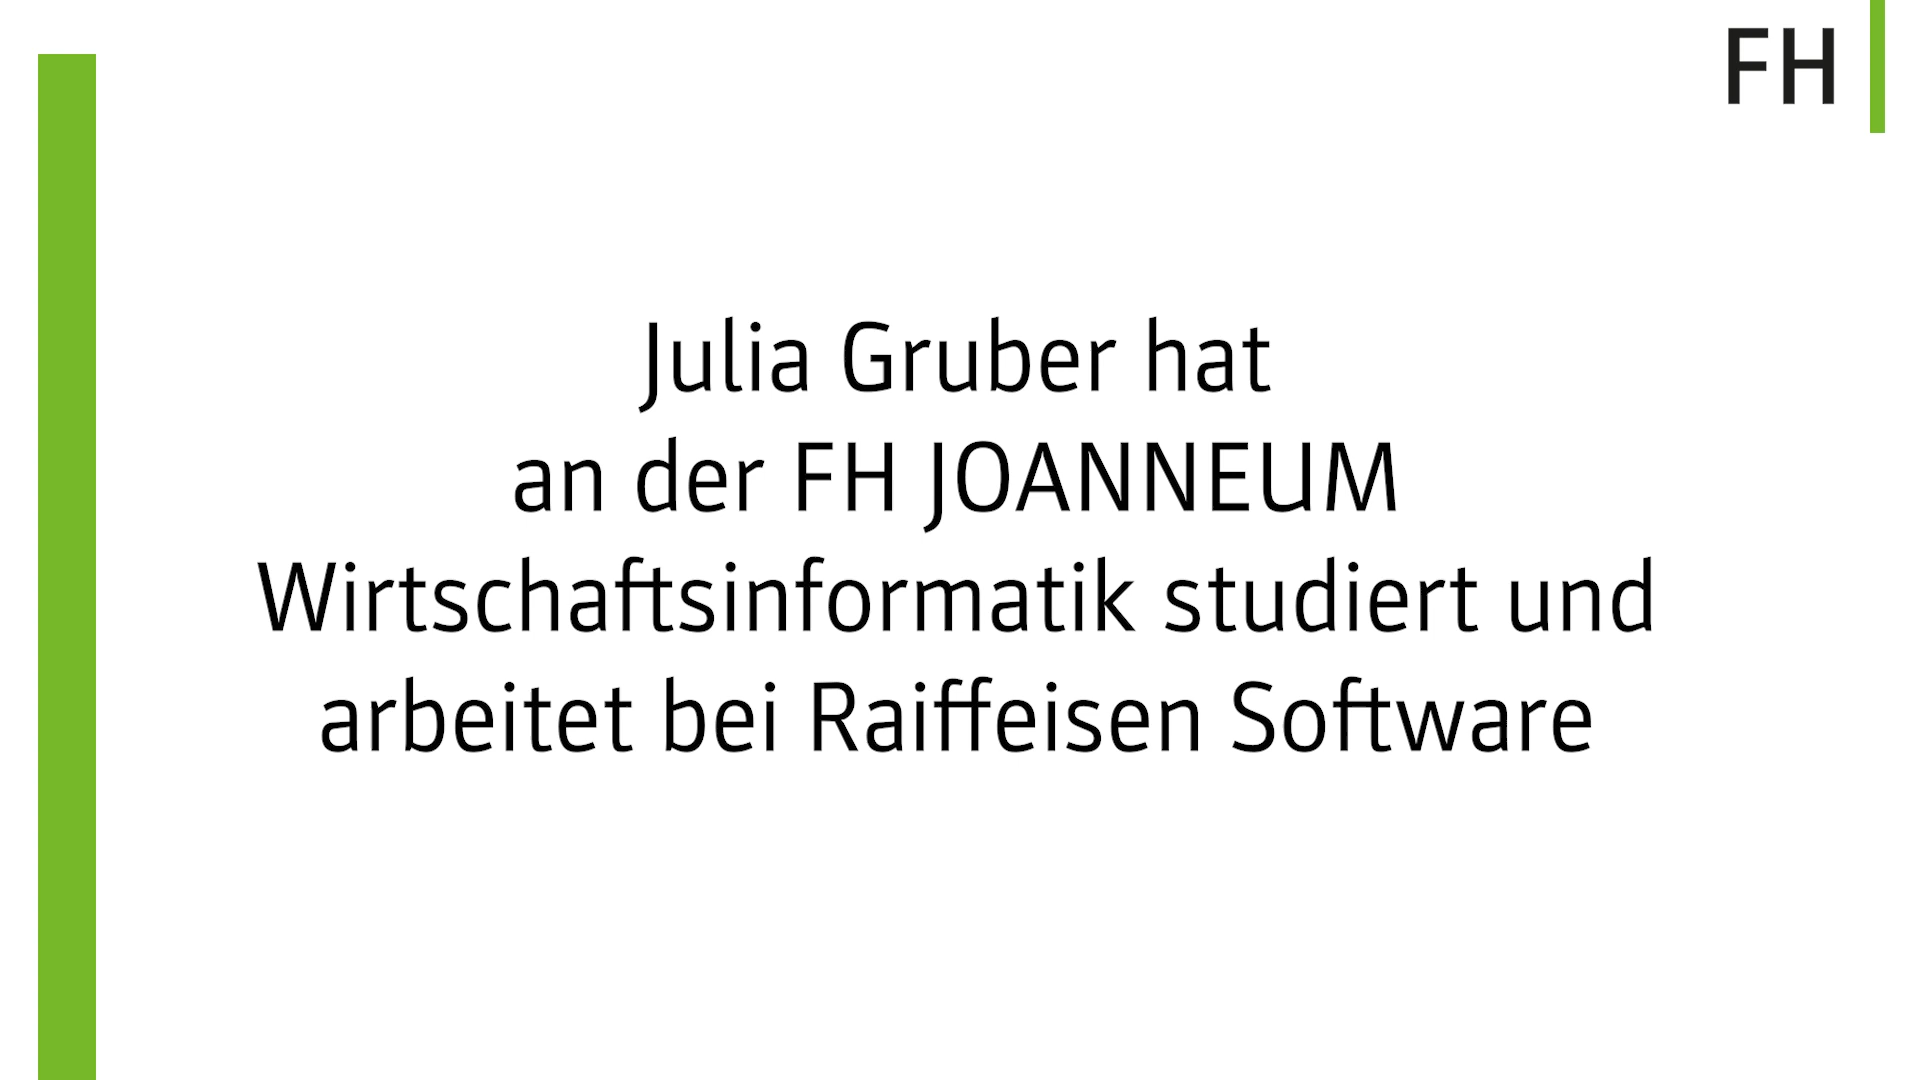 FH
Julia Gruber hat
an der FH JOANNEUM
Wirtschaftsinformatik studiert und
arbeitet bei Raiffeisen Software